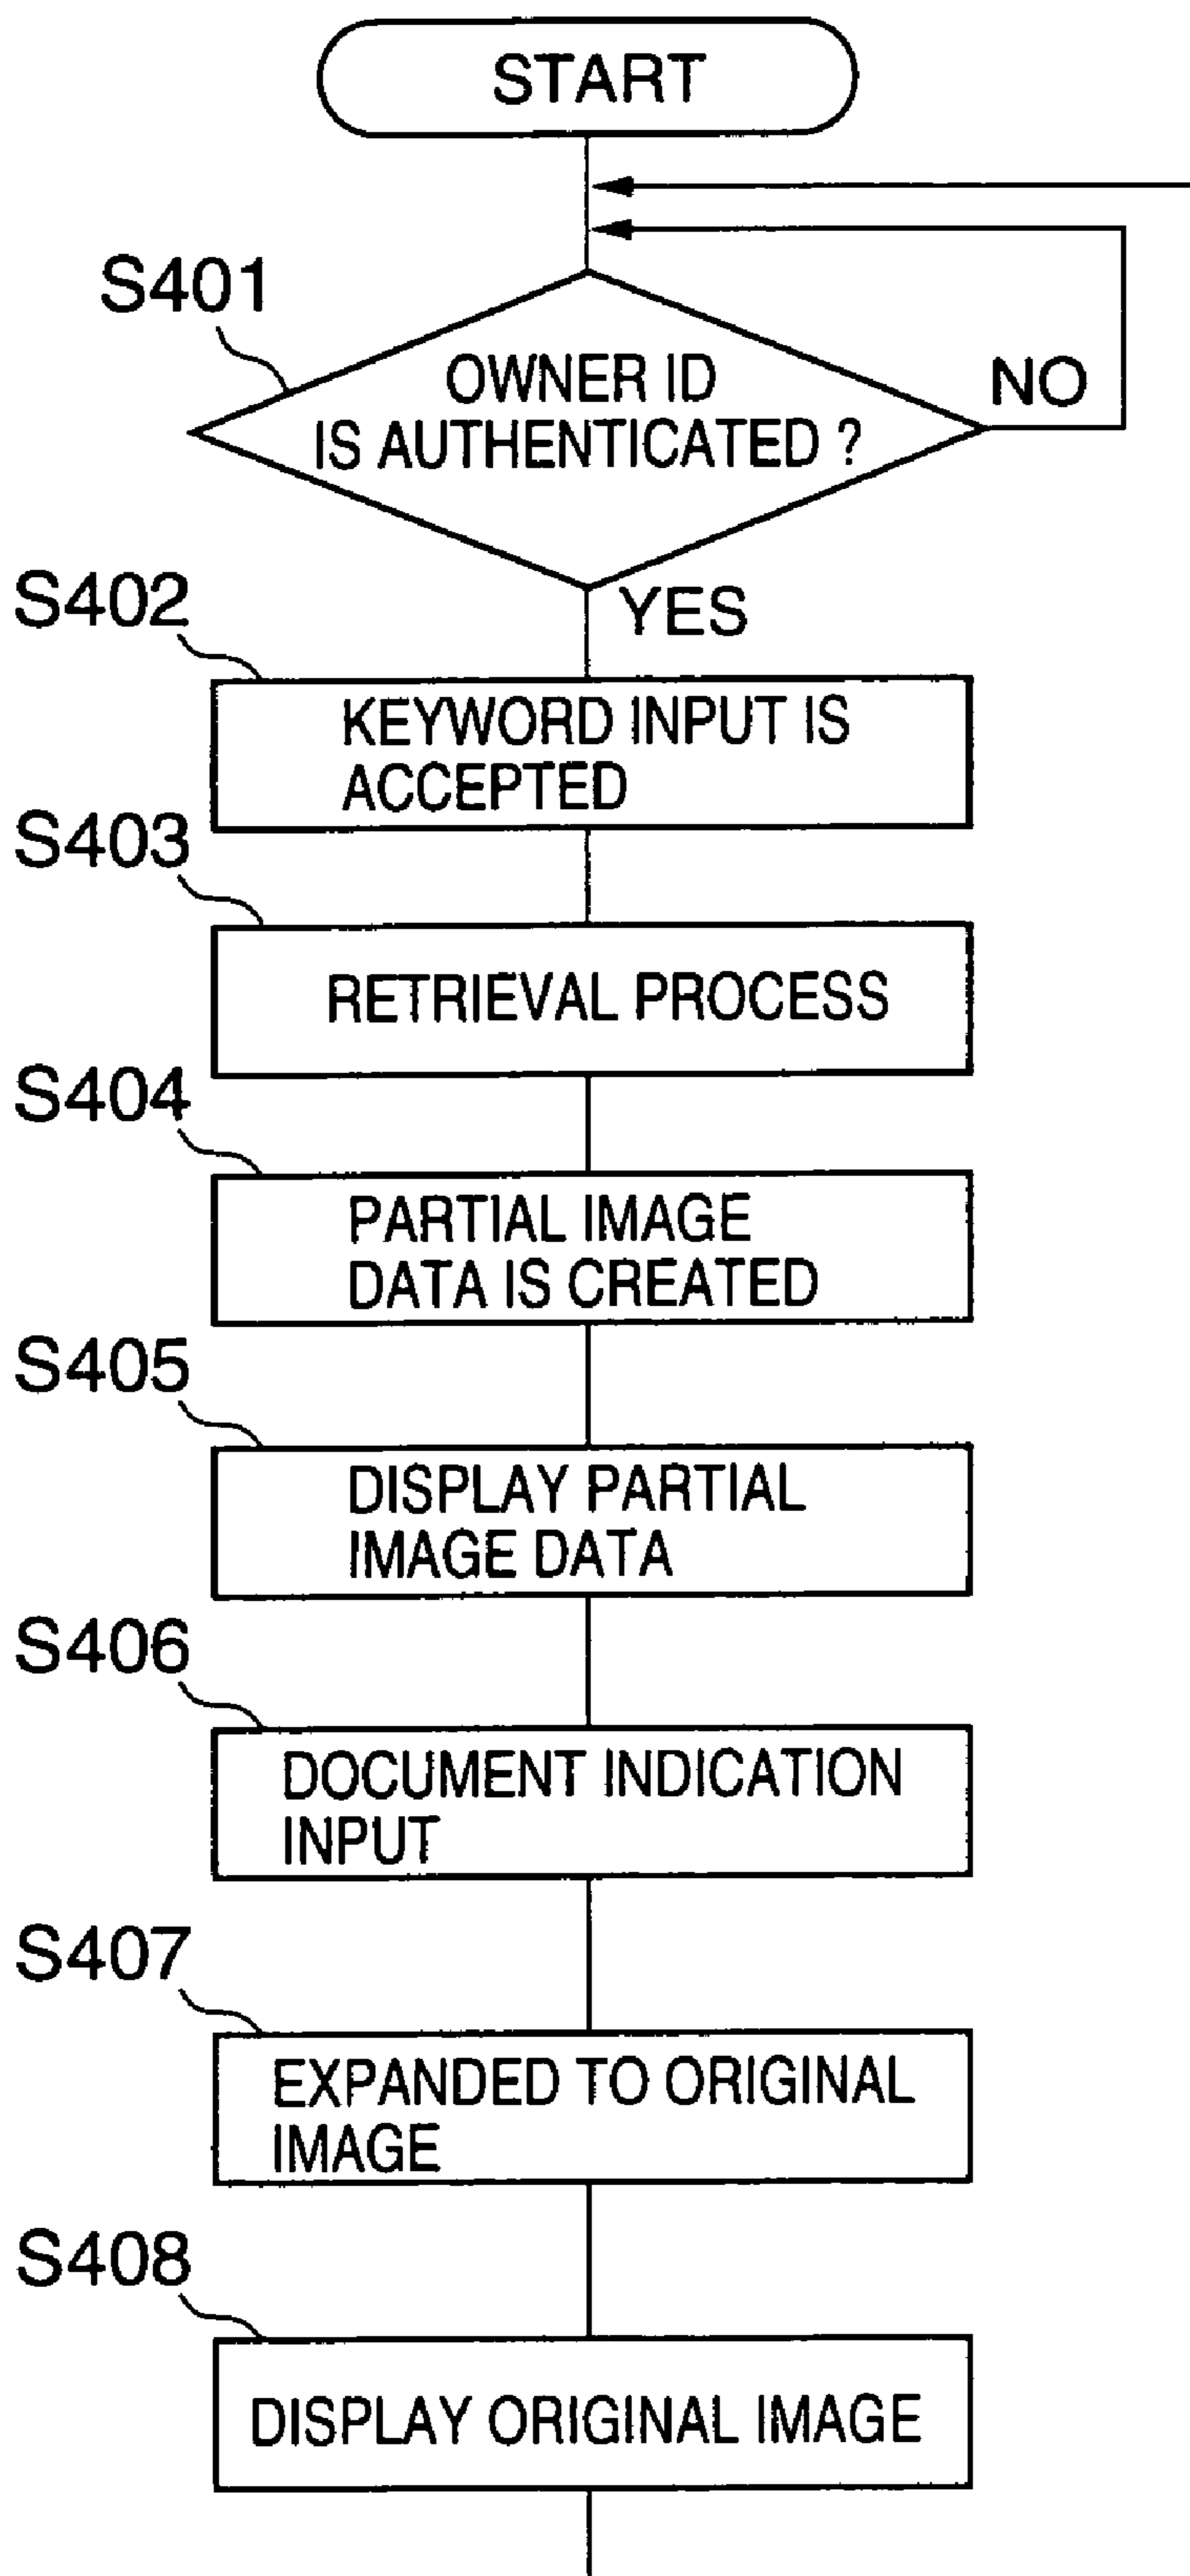 START
S401
OWNER ID
IS AUTHENTICATED ?
NO
YES
S402
KEYWORD INPUT IS
ACCEPTED
S403
RETRIEVAL PROCESS
S404
PARTIAL IMAGE
DATA IS CREATED
S405
DISPLAY PARTIAL
IMAGE DATA
S406
DOCUMENT INDICATION
INPUT
S407
EXPANDED TO ORIGINAL
IMAGE
S408
DISPLAY ORIGINAL IMAGE